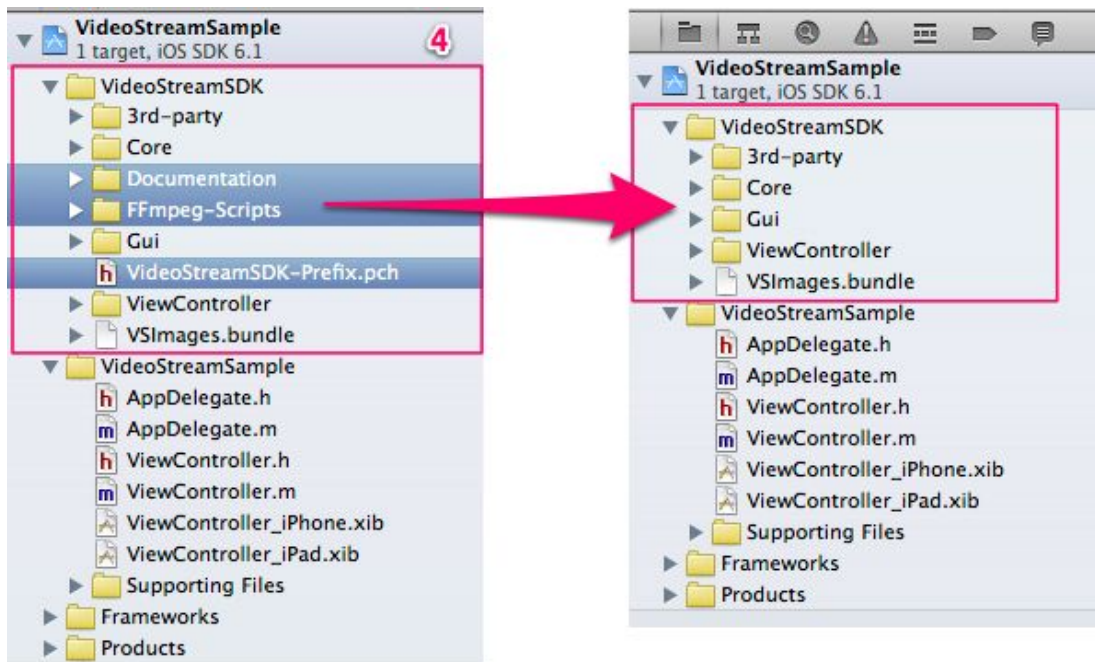 VideoStreamSample
1 target, iOS SDK 6.1
4
VideoStreamSDK
3rd-party
Core
Documentation
FFmpeg-Scripts
Gui
h VideoStreamSDK-Prefix.pch
ViewController
VSImages.bundle
VideoStreamSample
h AppDelegate.h
m AppDelegate.m
h ViewController.h
m ViewController.m
ViewController_iPhone.xib
ViewController_iPad.xib
Supporting Files
Frameworks
Products
VideoStreamSample
1 target, iOS SDK 6.1
VideoStreamSDK
3rd-party
Core
Gui
ViewController
VSImages.bundle
VideoStreamSample
h AppDelegate.h
m AppDelegate.m
h ViewController.h
m ViewController.m
ViewController_iPhone.xib
ViewController_iPad.xib
Supporting Files
Frameworks
Products